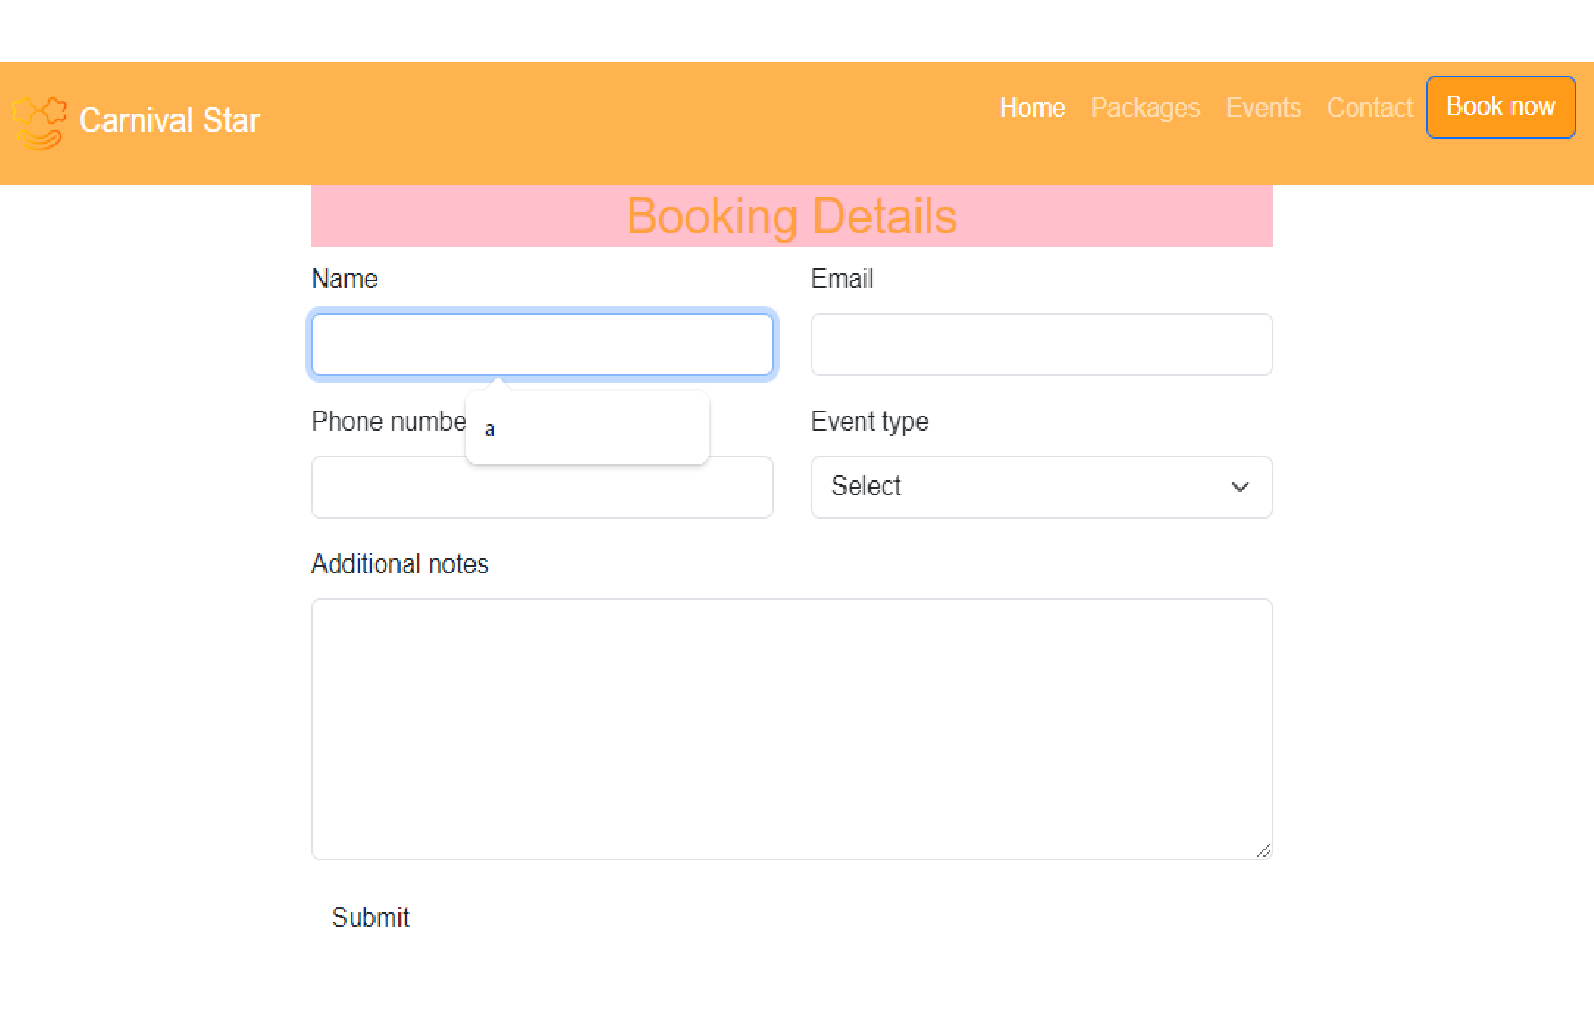 Carnival Star
Home Packages Events Contact Book now
Booking Details
Name Email
Phone numbe Event type
a
Select
Additional notes
Submit